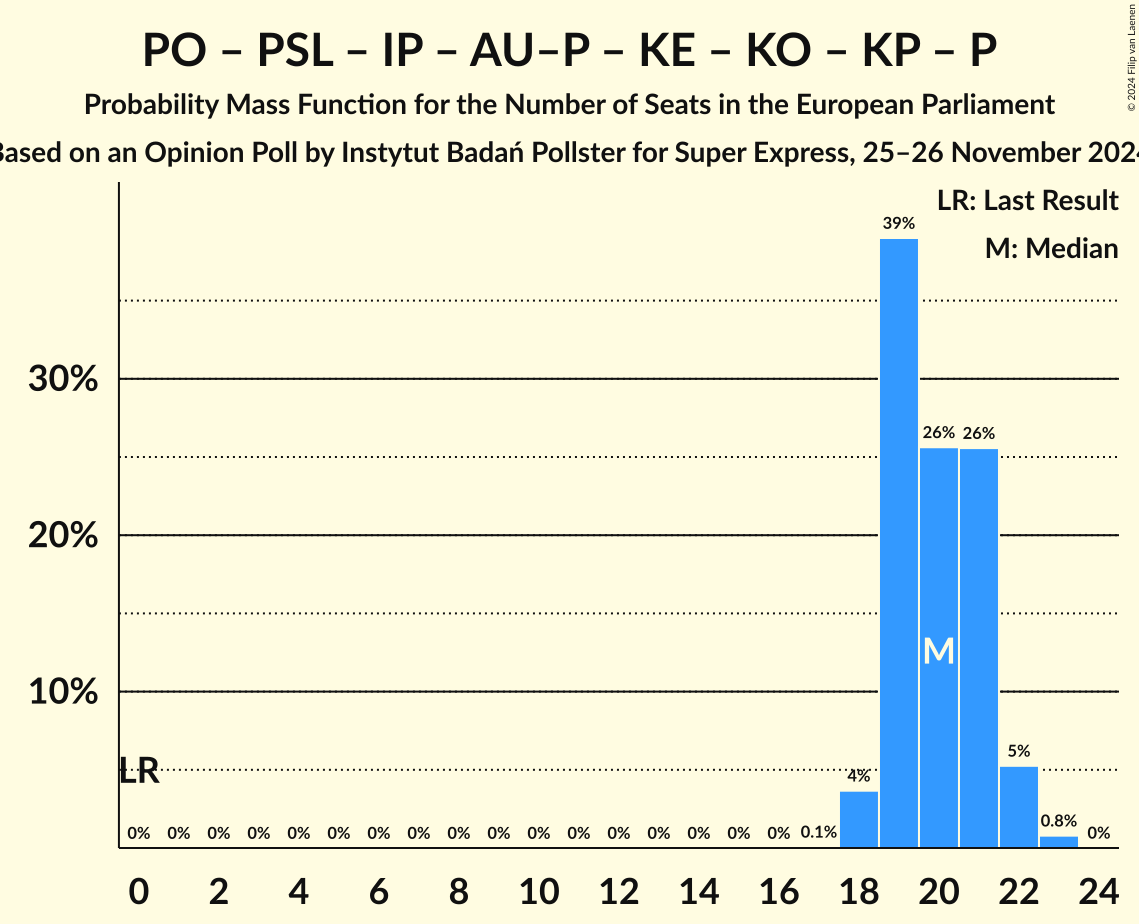 PO – PSL – IP – AU–P – KE – KO – KP – P
Probability Mass Function for the Number of Seats in the European Parliament
Based on an Opinion Poll by Instytut Badań Pollster for Super Express, 25–26 November 2024
© 2024 Filip van Laenen
LR: Last Result
M: Median
39%
30%
26% 26%
20%
M
10%
LR
5%
4%
0.8%
0% 0% 0% 0% 0% 0% 0% 0% 0% 0% 0% 0% 0% 0% 0% 0% 0% 0.1% 0%
0 2 4 6 8 10 12 14 16 18 20 22 24